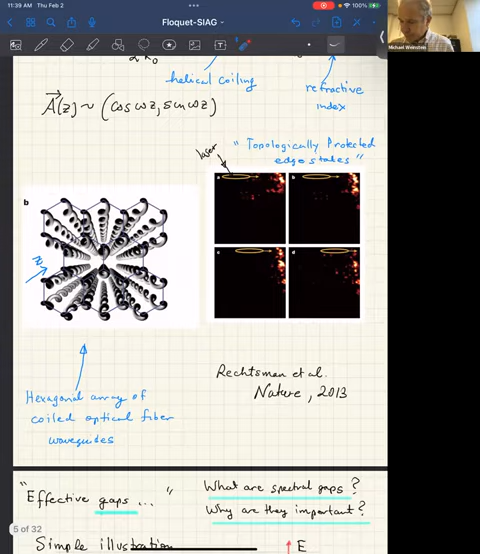 11:39 AM Thu Feb 2
Floquet-SIAG
Michael Weinstein
helical coiling
refractive
index
A(z) ~ (cos ωz, sin ωz)
laser
"Topologically Protected
edge states"
b
a
b
c
d
z
Rechtsman et al.
Nature, 2013
Hexagonal array of
coiled optical fiber
waveguides
"Effective gaps ... "
What are spectral gaps?
Why are they important?
5 of 32
Simple illustration
E